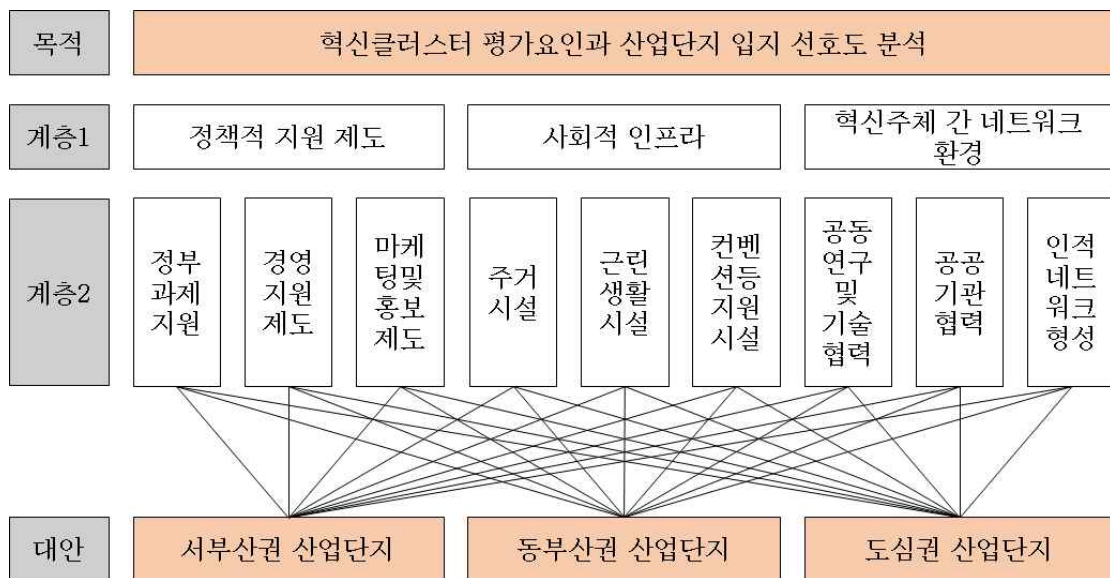 목적
혁신클러스터 평가요인과 산업단지 입지 선호도 분석
계층1
정책적 지원 제도
사회적 인프라
혁신주체 간 네트워크
환경
계층2
정부
과제
지원
경영
지원
제도
마케
팅및
홍보
제도
주거
시설
근린
생활
시설
컨벤
션등
지원
시설
공동
연구
및
기술
협력
공공
기관
협력
인적
네트
워크
형성
대안
서부산권 산업단지
동부산권 산업단지
도심권 산업단지